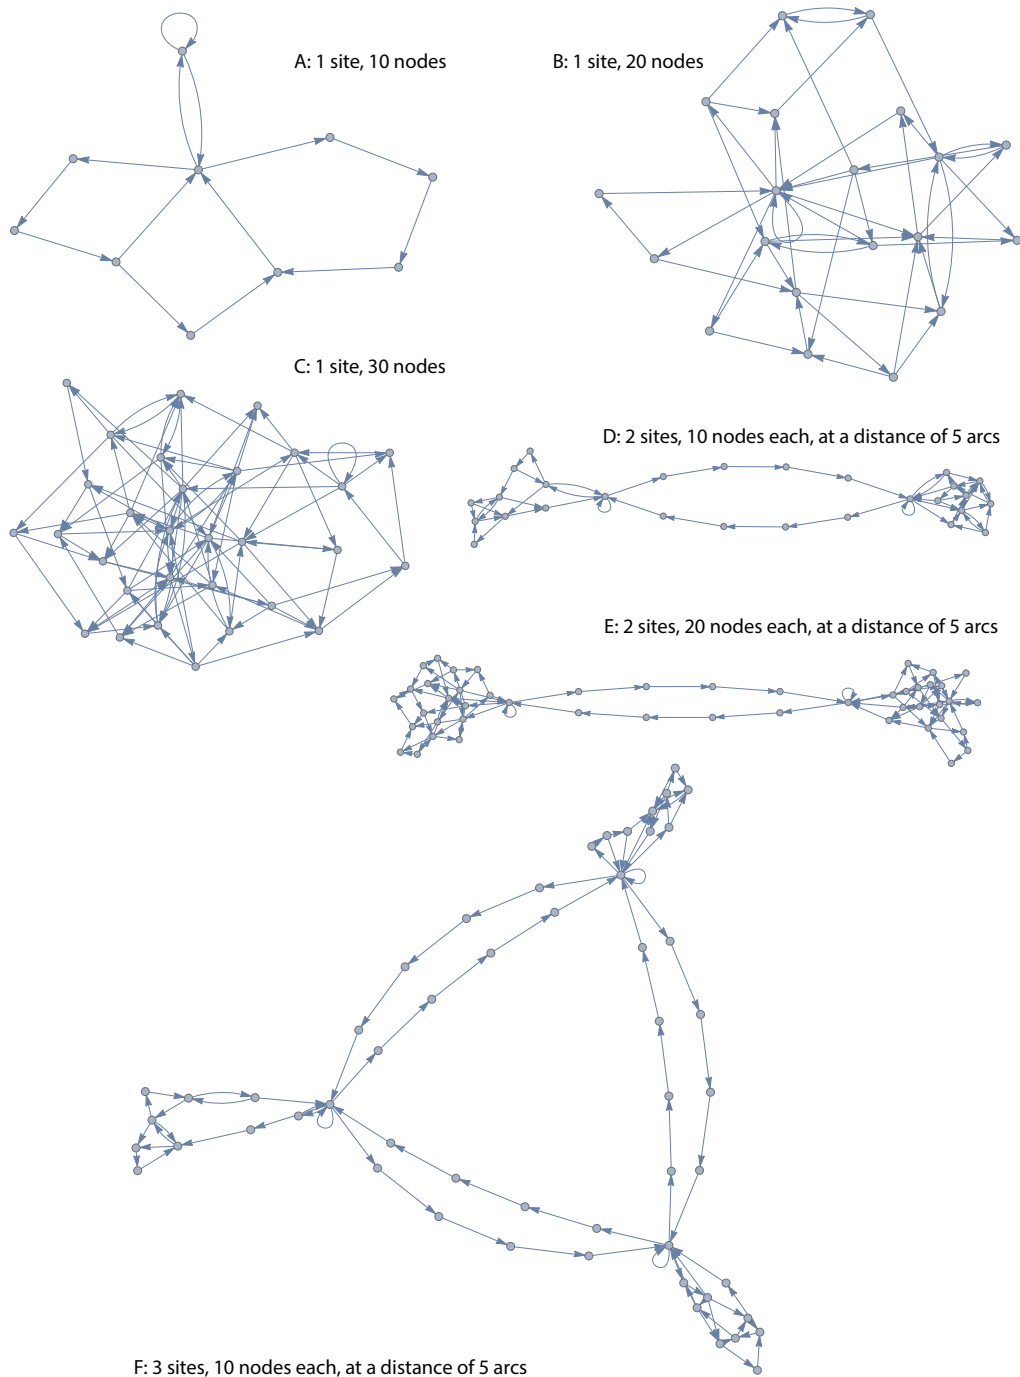 A: 1 site, 10 nodes
B: 1 site, 20 nodes
C: 1 site, 30 nodes
D: 2 sites, 10 nodes each, at a distance of 5 arcs
E: 2 sites, 20 nodes each, at a distance of 5 arcs
F: 3 sites, 10 nodes each, at a distance of 5 arcs